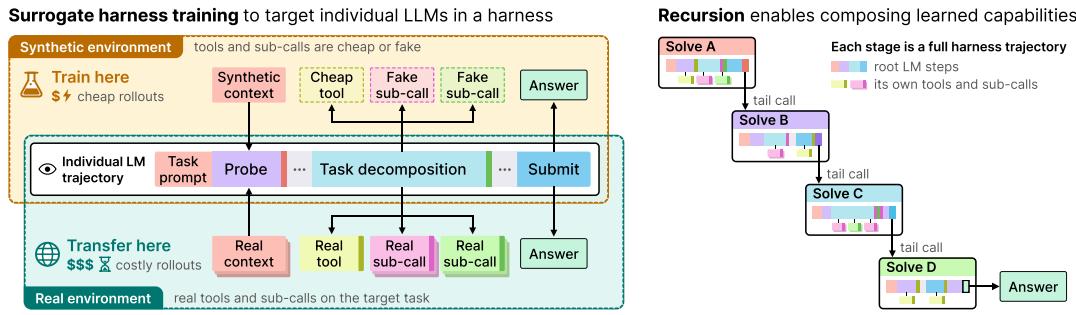 Surrogate harness training to target individual LLMs in a harness
Synthetic environment tools and sub-calls are cheap or fake
Train here
$ cheap rollouts
Synthetic
context
Cheap
tool
Fake
sub-call
Fake
sub-call
Answer
Individual LM
trajectory
Task
prompt
Probe
...
Task decomposition
...
Submit
Transfer here
$$$ costly rollouts
Real
context
Real
tool
Real
sub-call
Real
sub-call
Answer
Real environment real tools and sub-calls on the target task
Recursion enables composing learned capabilities
Each stage is a full harness trajectory
root LM steps
its own tools and sub-calls
Solve A
tail call
Solve B
tail call
Solve C
tail call
Solve D
Answer